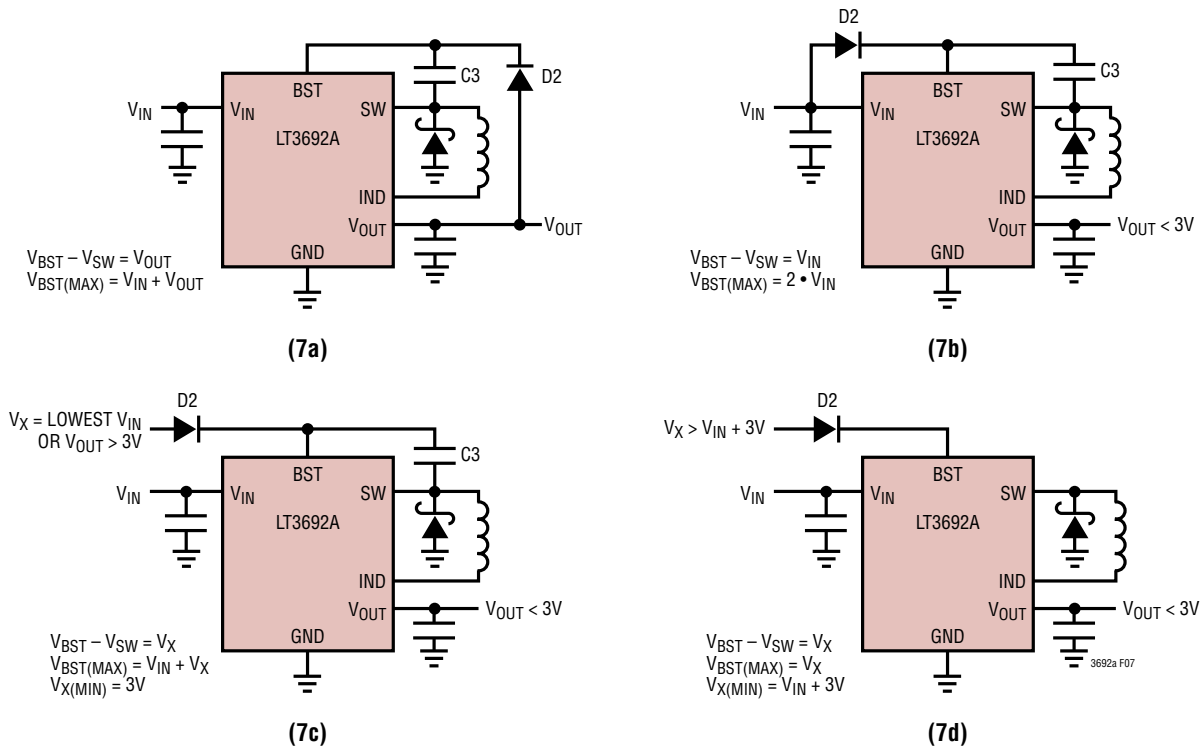 D2
C3
BST
V_IN
V_IN
SW
LT3692A
IND
V_OUT
V_OUT
GND
V_BST – V_SW = V_OUT
V_BST(MAX) = V_IN + V_OUT
(7a)
D2
C3
BST
V_IN
V_IN
SW
LT3692A
IND
V_OUT
V_OUT < 3V
GND
V_BST – V_SW = V_IN
V_BST(MAX) = 2 • V_IN
(7b)
D2
V_X = LOWEST V_IN
OR V_OUT > 3V
C3
BST
V_IN
V_IN
SW
LT3692A
IND
V_OUT
V_OUT < 3V
GND
V_BST – V_SW = V_X
V_BST(MAX) = V_IN + V_X
V_X(MIN) = 3V
(7c)
D2
V_X > V_IN + 3V
BST
V_IN
V_IN
SW
LT3692A
IND
V_OUT
V_OUT < 3V
GND
V_BST – V_SW = V_X
V_BST(MAX) = V_X
V_X(MIN) = V_IN + 3V
3692a F07
(7d)